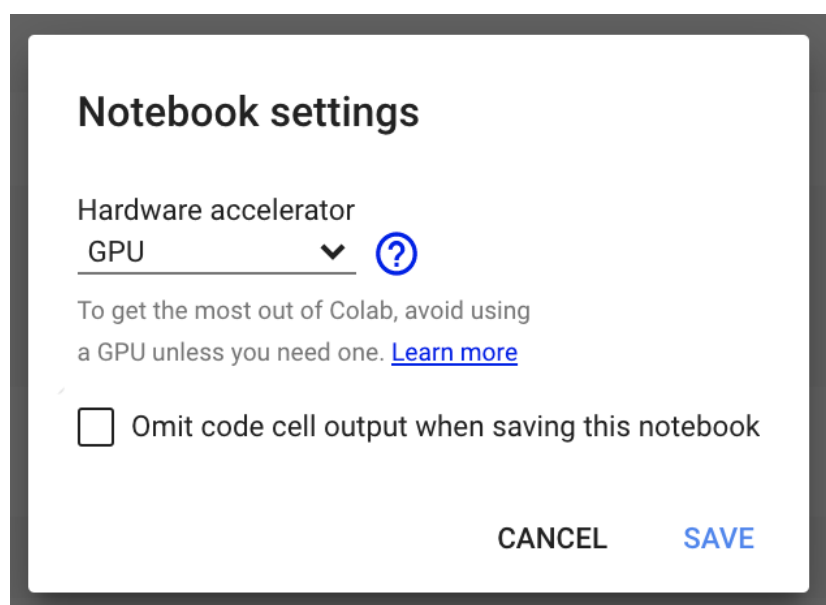 Notebook settings
Hardware accelerator
GPU
?
To get the most out of Colab, avoid using
a GPU unless you need one. Learn more
Omit code cell output when saving this notebook
CANCEL SAVE